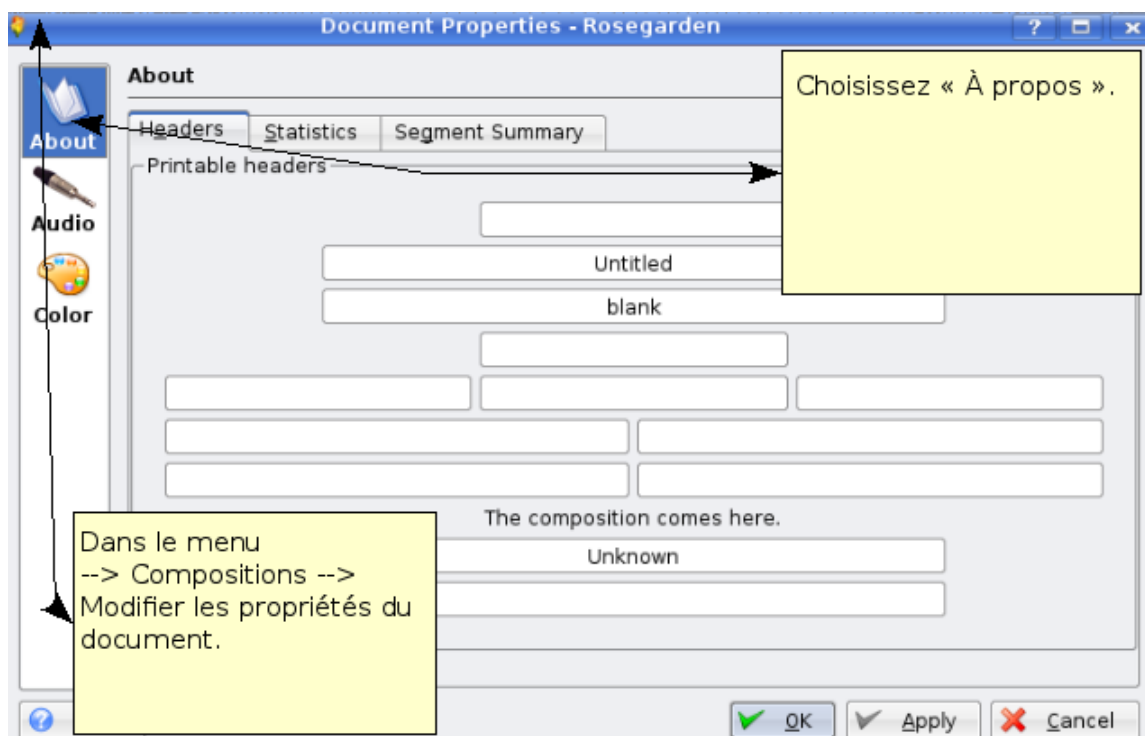 Document Properties - Rosegarden
About
Choisissez « À propos ».
About
Headers Statistics Segment Summary
Printable headers
Audio
Untitled
Color
blank
The composition comes here.
Dans le menu
--> Compositions -->
Modifier les propriétés du
document.
Unknown
OK Apply Cancel